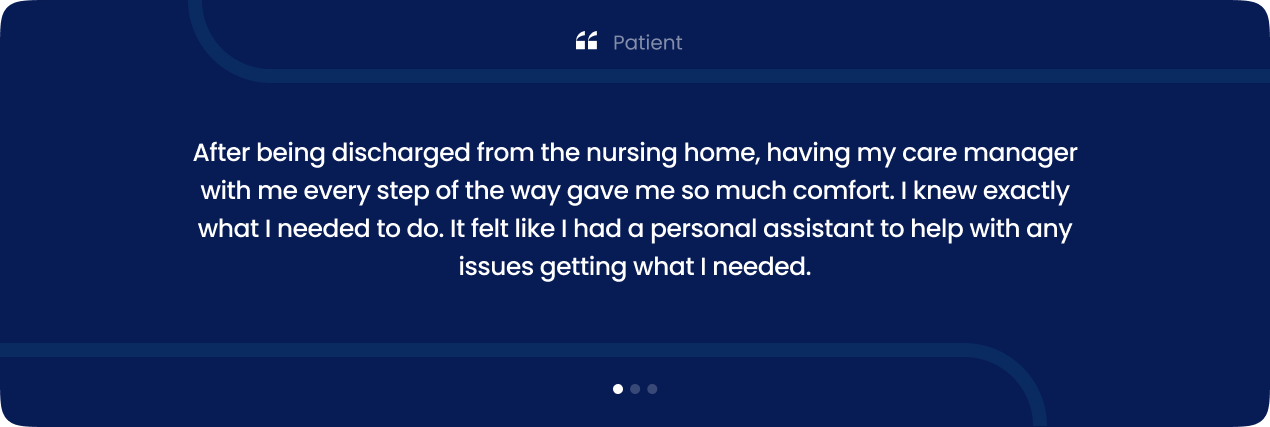 Patient
After being discharged from the nursing home, having my care manager
with me every step of the way gave me so much comfort. I knew exactly
what I needed to do. It felt like I had a personal assistant to help with any
issues getting what I needed.